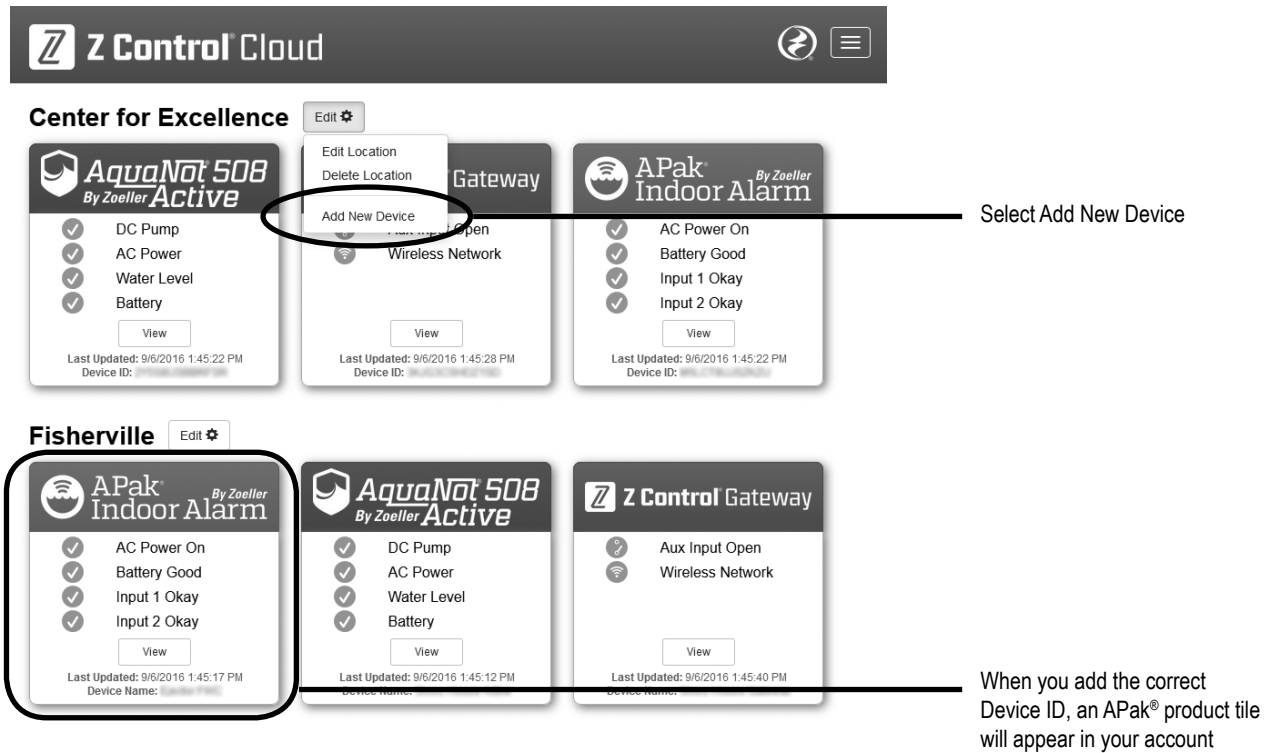 Z Control® Cloud
Center for Excellence Edit
Edit Location
Delete Location
Add New Device
AquaNot® 508
By Zoeller Active
DC Pump
AC Power
Water Level
Battery
View
Last Updated: 9/6/2016 1:45:22 PM
Device ID:
Gateway
Aux Input Open
Wireless Network
View
Last Updated: 9/6/2016 1:45:28 PM
Device ID:
APak® By Zoeller
Indoor Alarm
AC Power On
Battery Good
Input 1 Okay
Input 2 Okay
View
Last Updated: 9/6/2016 1:45:22 PM
Device ID:
Select Add New Device
Fisherville Edit
APak® By Zoeller
Indoor Alarm
AC Power On
Battery Good
Input 1 Okay
Input 2 Okay
View
Last Updated: 9/6/2016 1:45:17 PM
Device Name:
AquaNot® 508
By Zoeller Active
DC Pump
AC Power
Water Level
Battery
View
Last Updated: 9/6/2016 1:45:12 PM
Device Name:
Z Control® Gateway
Aux Input Open
Wireless Network
View
Last Updated: 9/6/2016 1:45:40 PM
Device Name:
When you add the correct
Device ID, an APak® product tile
will appear in your account